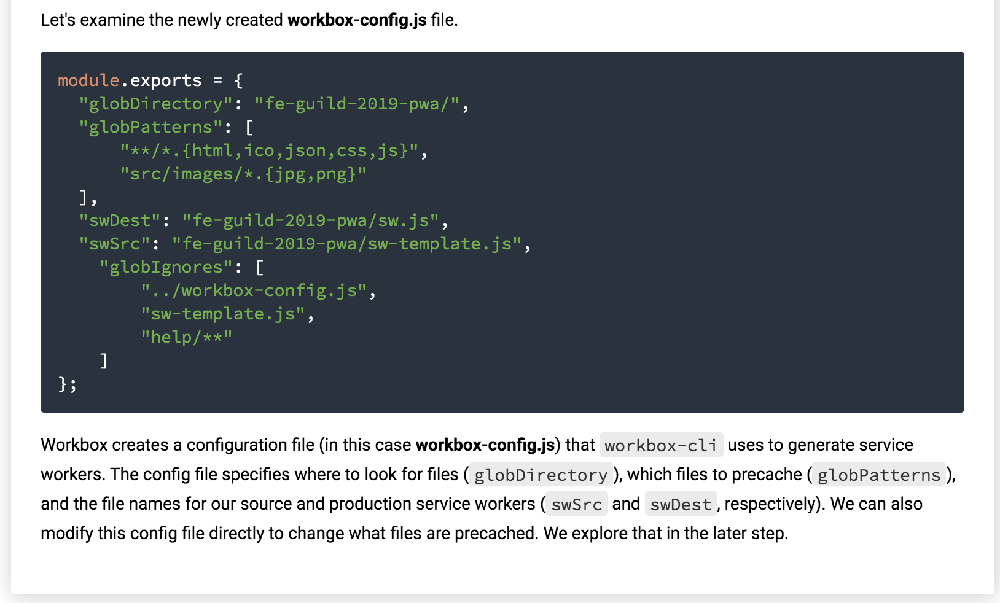 Let's examine the newly created workbox-config.js file.
module.exports = {
  "globDirectory": "fe-guild-2019-pwa/",
  "globPatterns": [
      "**/*.{html,ico,json,css,js}",
      "src/images/*.{jpg,png}"
  ],
  "swDest": "fe-guild-2019-pwa/sw.js",
  "swSrc": "fe-guild-2019-pwa/sw-template.js",
    "globIgnores": [
        "../workbox-config.js",
        "sw-template.js",
        "help/**"
    ]
};
Workbox creates a configuration file (in this case workbox-config.js) that workbox-cli uses to generate service
workers. The config file specifies where to look for files (globDirectory), which files to precache (globPatterns),
and the file names for our source and production service workers (swSrc and swDest, respectively). We can also
modify this config file directly to change what files are precached. We explore that in the later step.